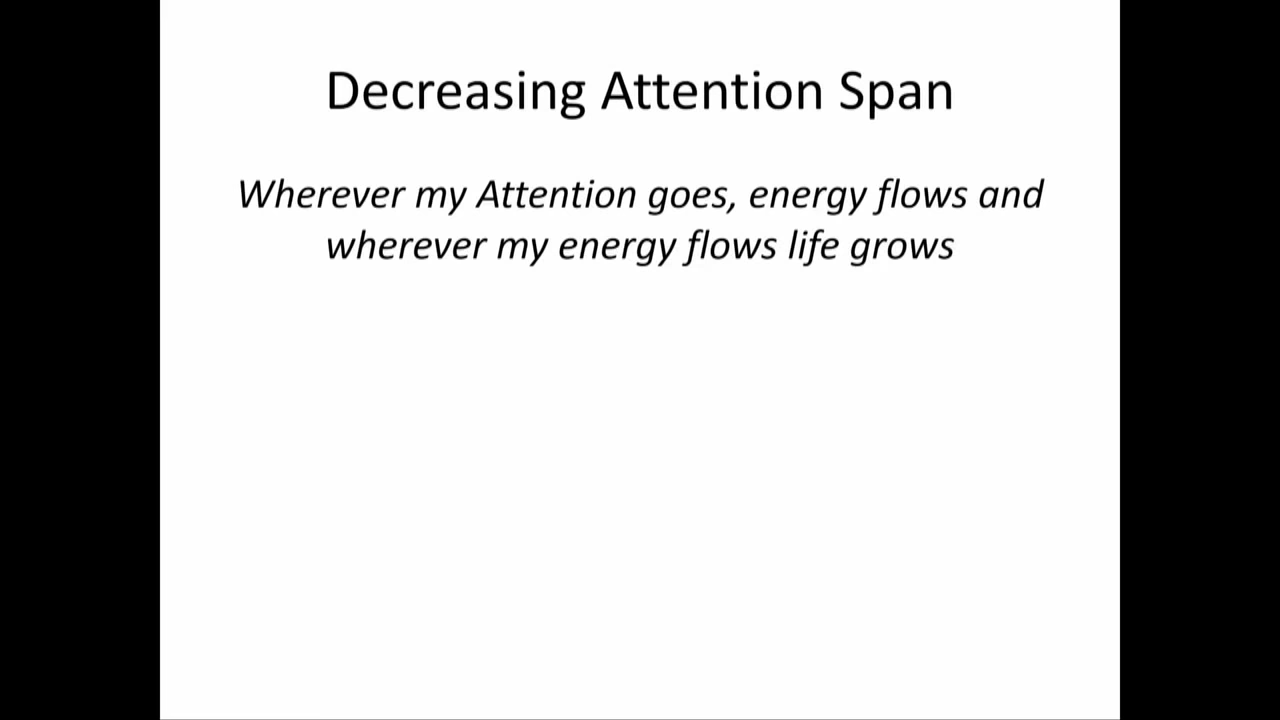 Decreasing Attention Span
Wherever my Attention goes, energy flows and
wherever my energy flows life grows